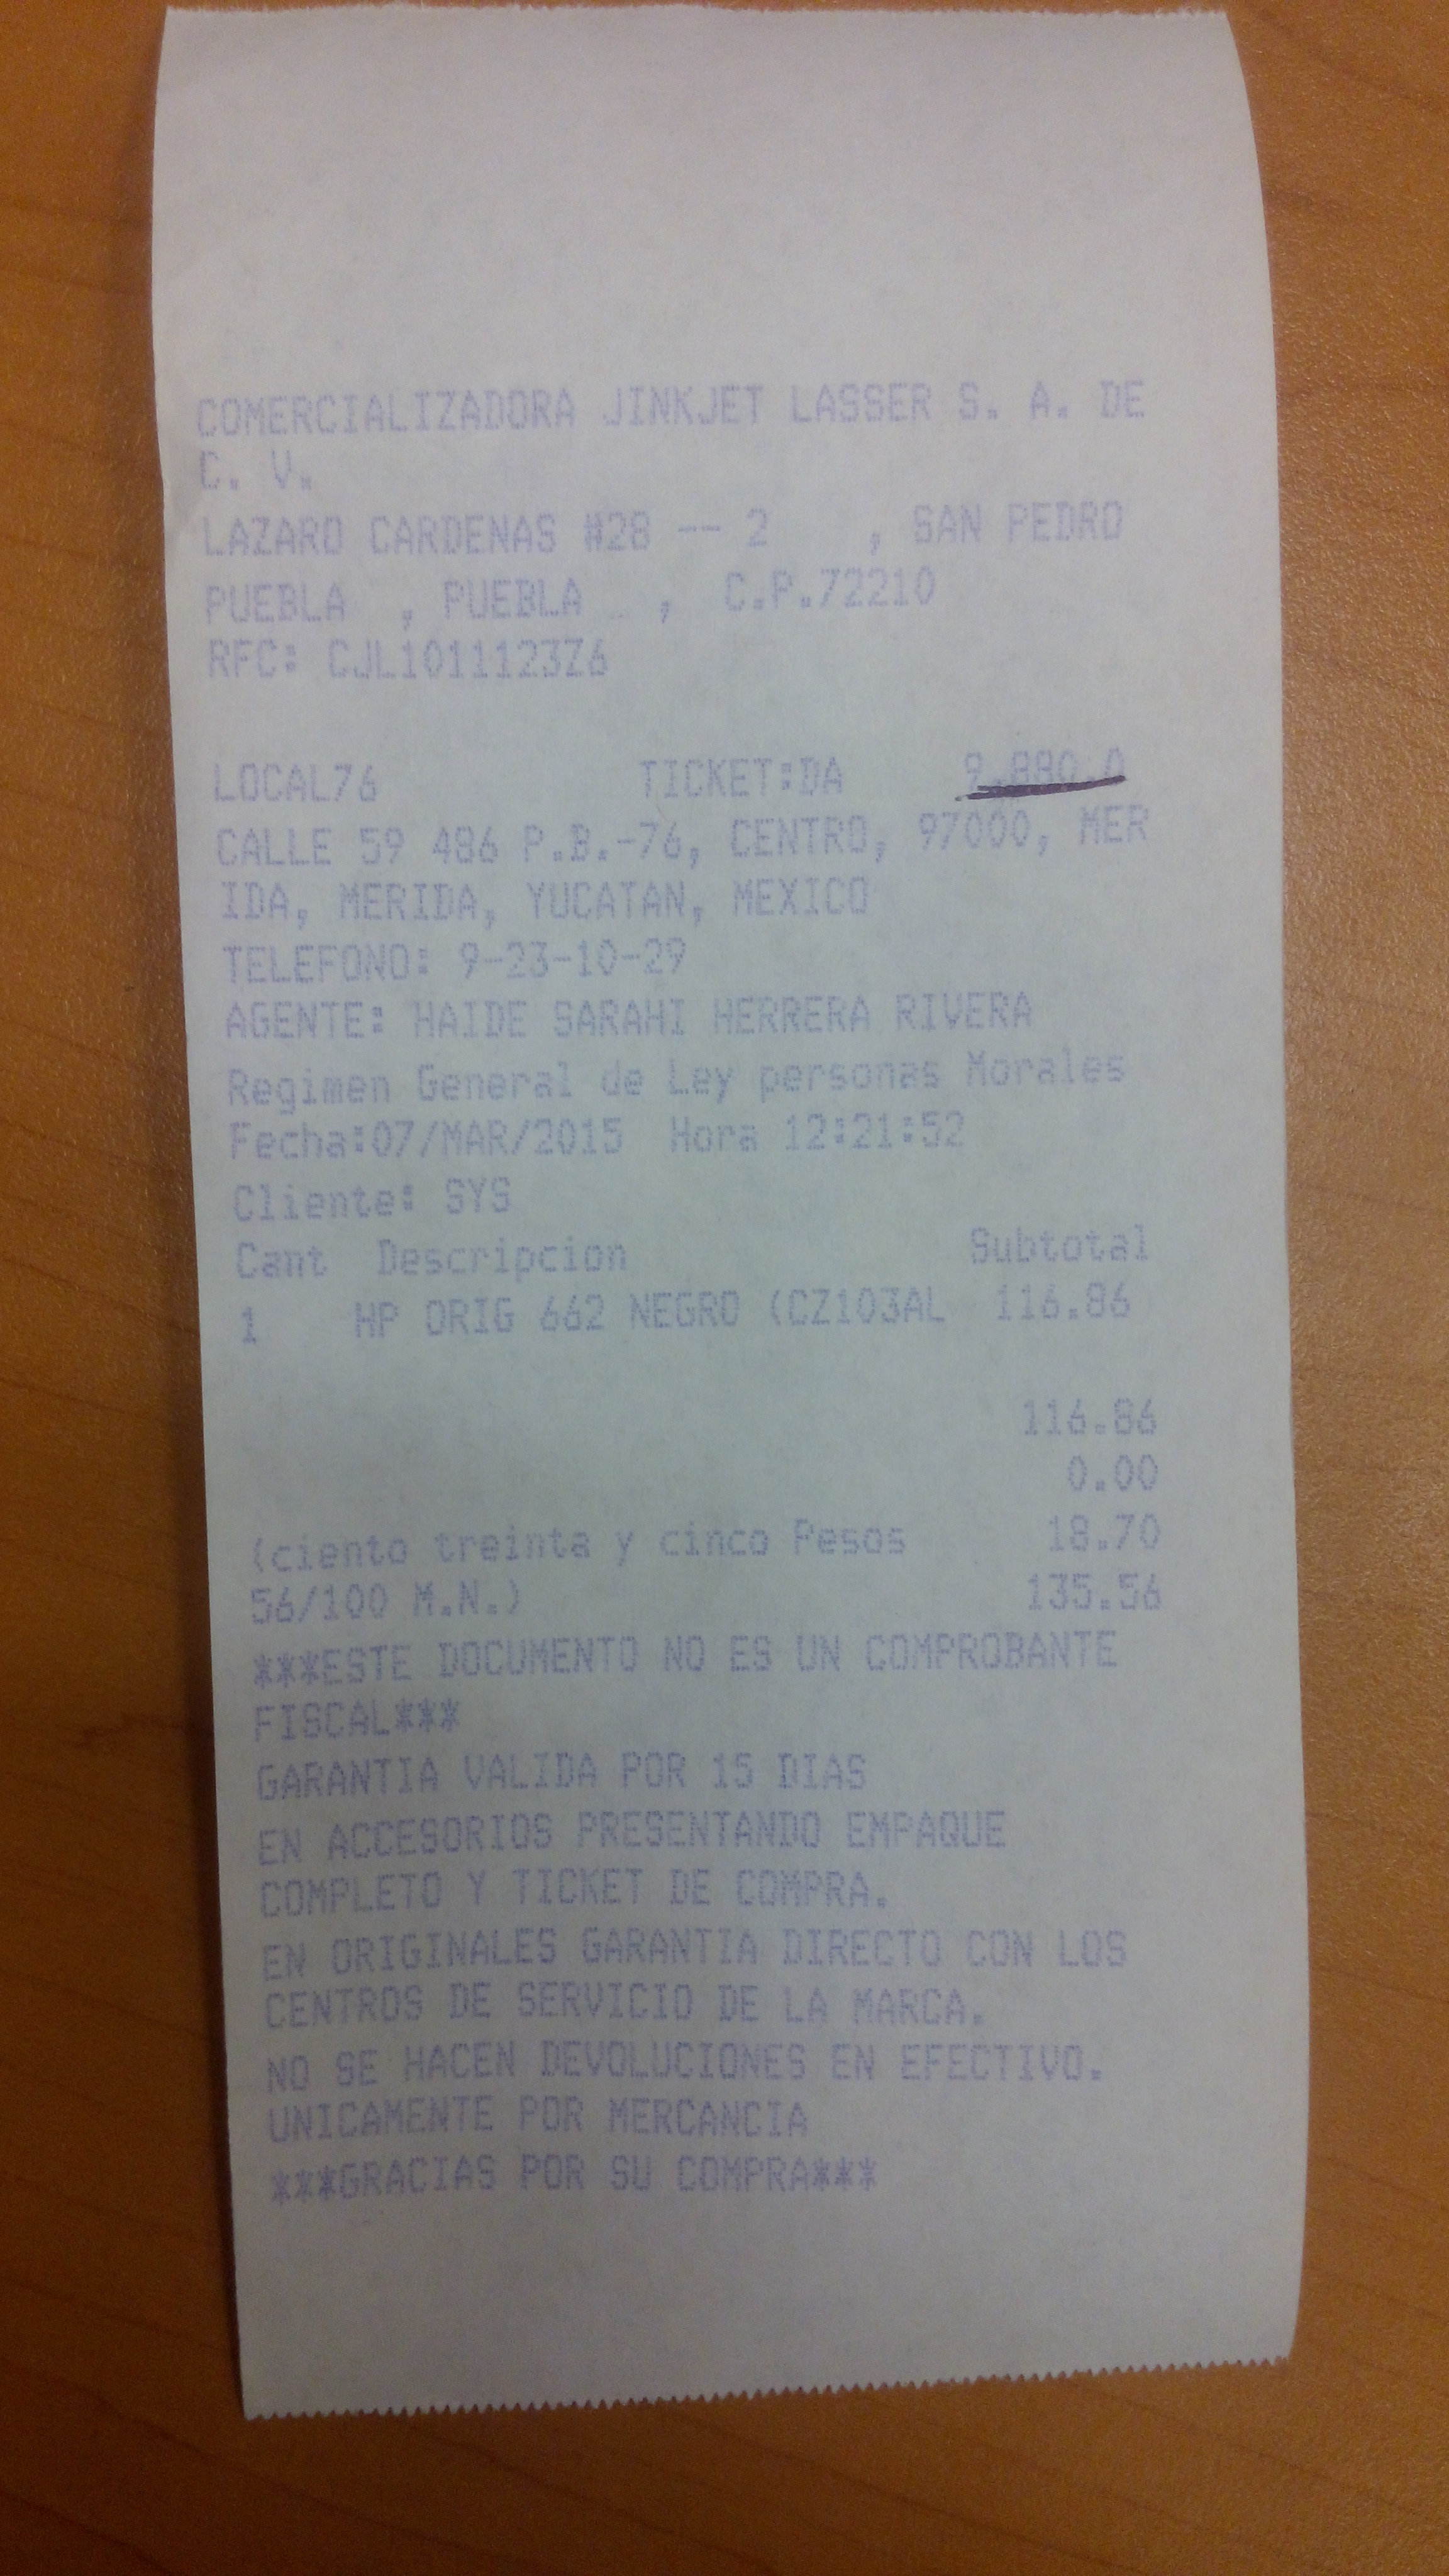 COMERCIALIZADORA JINKJET LASSER S. A. DE
C. V.
LAZARO CARDENAS #28 -- 2 , SAN PEDRO
PUEBLA , PUEBLA , C.P.72210
RFC: CJL1011123Z6
LOCAL76 TICKET:DA 9,880.0
CALLE 59 486 P.B.-76, CENTRO, 97000, MER
IDA, MERIDA, YUCATAN, MEXICO
TELEFONO: 9-23-10-29
AGENTE: HAIDE SARAHI HERRERA RIVERA
Regimen General de Ley personas Morales
Fecha:07/MAR/2015 Hora 12:21:52
Cliente: SYS
Cant Descripcion Subtotal
1 HP ORIG 662 NEGRO (CZ103AL 116.86
116.86
0.00
(ciento treinta y cinco Pesos 18.70
56/100 M.N.) 135.56
***ESTE DOCUMENTO NO ES UN COMPROBANTE
FISCAL***
GARANTIA VALIDA POR 15 DIAS
EN ACCESORIOS PRESENTANDO EMPAQUE
COMPLETO Y TICKET DE COMPRA.
EN ORIGINALES GARANTIA DIRECTO CON LOS
CENTROS DE SERVICIO DE LA MARCA.
NO SE HACEN DEVOLUCIONES EN EFECTIVO.
UNICAMENTE POR MERCANCIA
***GRACIAS POR SU COMPRA***